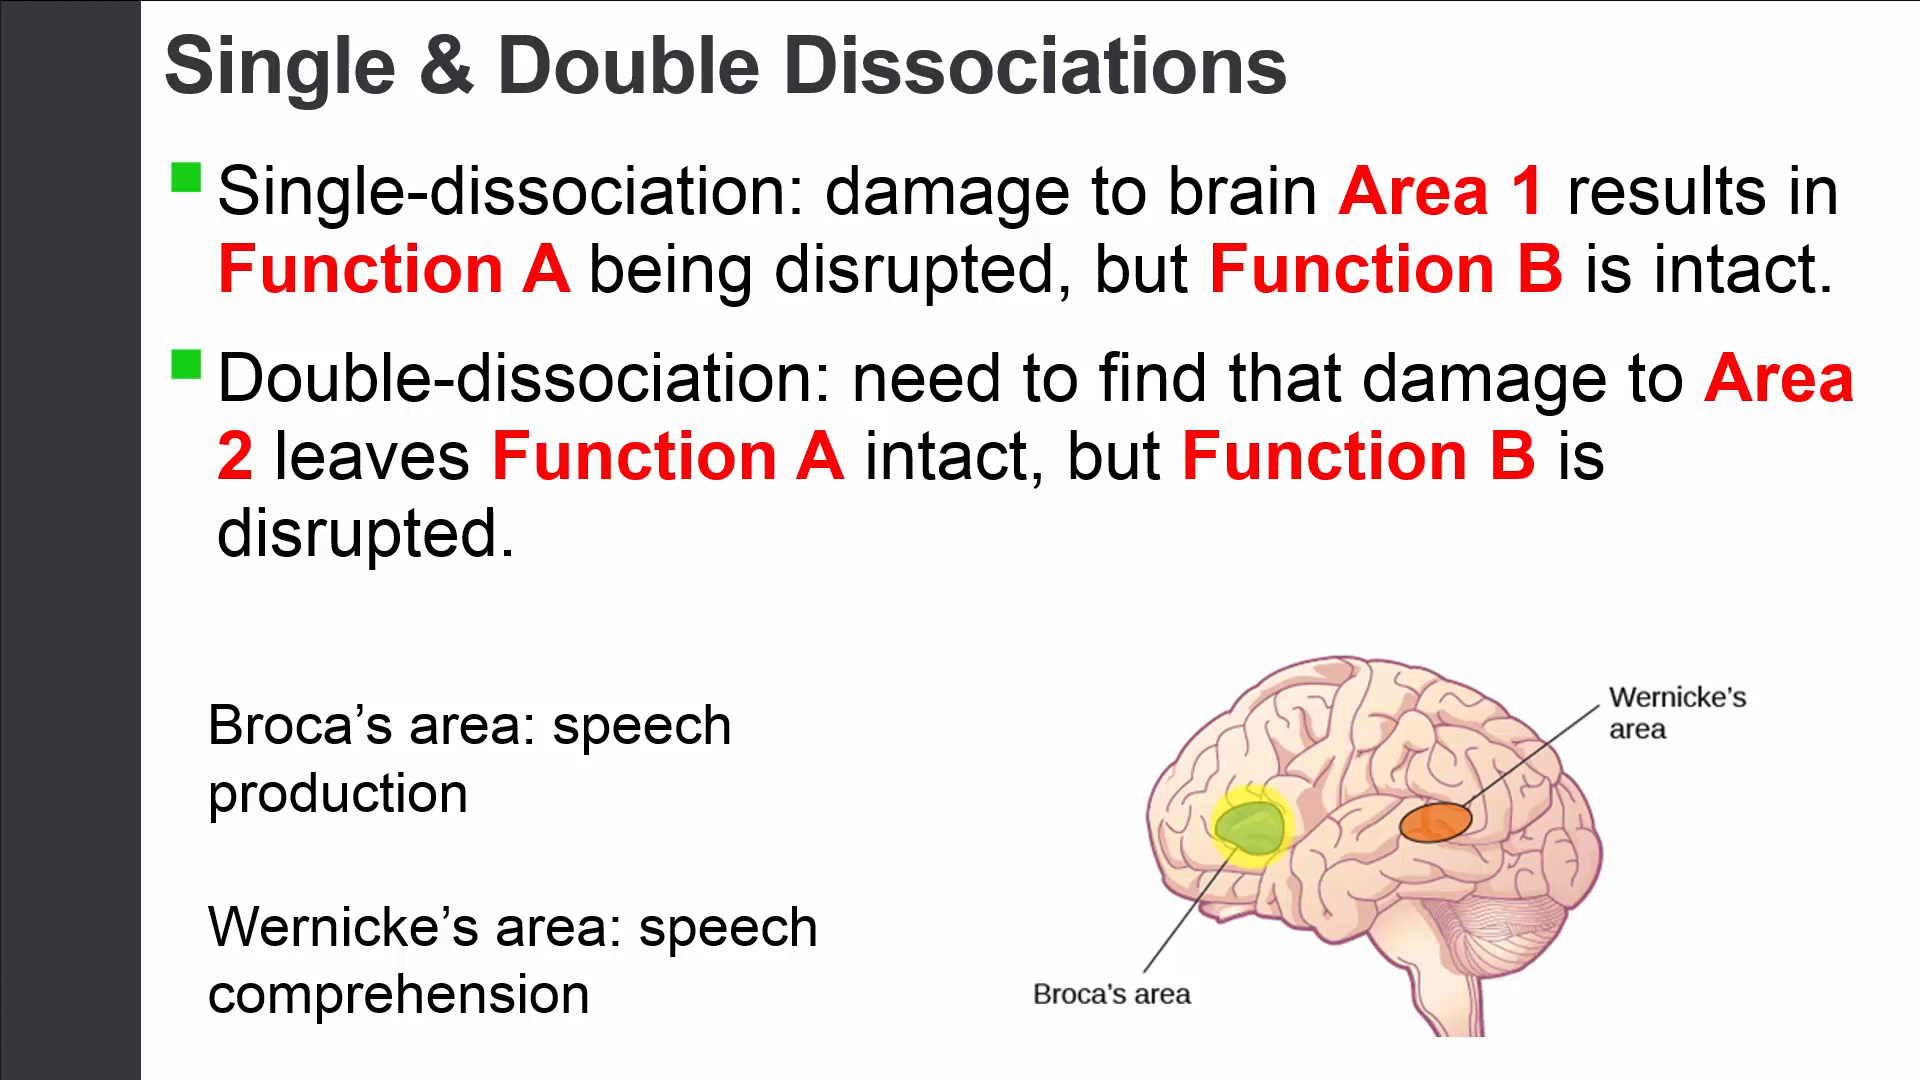 Single & Double Dissociations
Single-dissociation: damage to brain Area 1 results in
Function A being disrupted, but Function B is intact.
Double-dissociation: need to find that damage to Area
2 leaves Function A intact, but Function B is
disrupted.
Broca’s area: speech
production
Wernicke’s area: speech
comprehension
Wernicke’s
area
Broca’s area